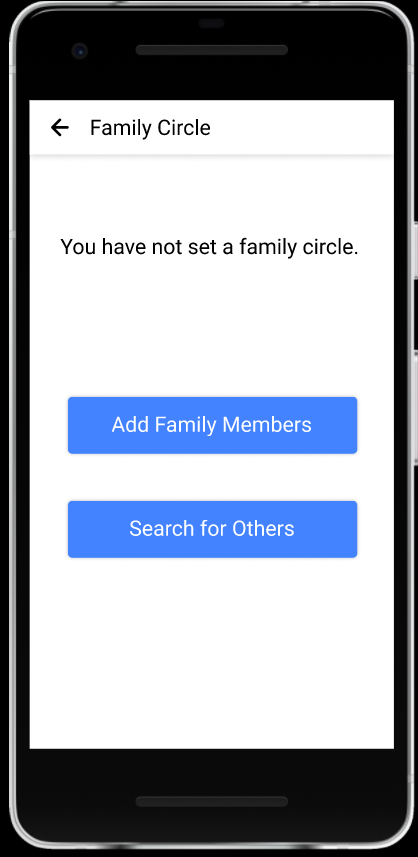 Family Circle
You have not set a family circle.
Add Family Members
Search for Others